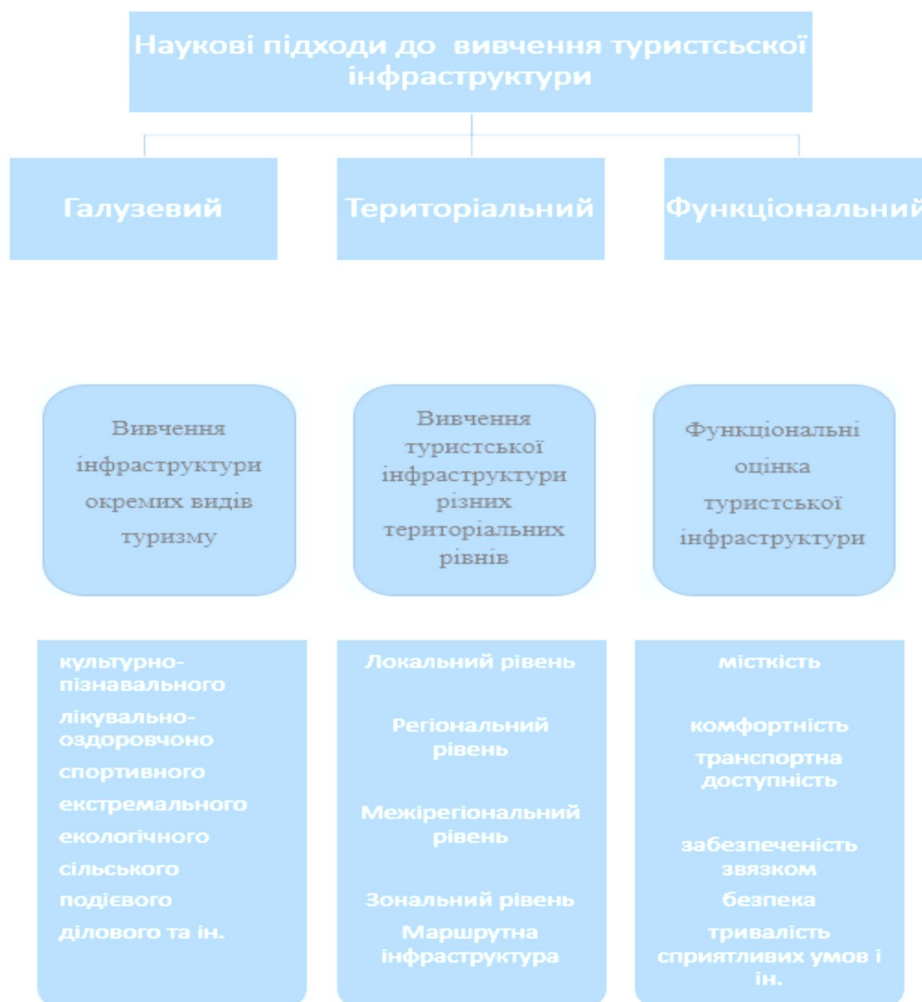 Наукові підходи до вивчення туристсьскої
інфраструктури
Галузевий
Територіальний
Функціональний
Вивчення
інфраструктури
окремих видів
туризму
Вивчення
туристської
інфраструктури
різних
територіальних
рівнів
Функціональні
оцінка
туристської
інфраструктури
культурно-
пізнавального
лікувально-
оздоровчоно
спортивного
екстремального
екологічного
сільського
подієвого
ділового та ін.
Локальний рівень
Регіональний
рівень
Межірегіональний
рівень
Зональний рівень
Маршрутна
інфраструктура
місткість
комфортність
транспортна
доступність
забезпеченість
звязком
безпека
тривалість
сприятливих умов і
ін.